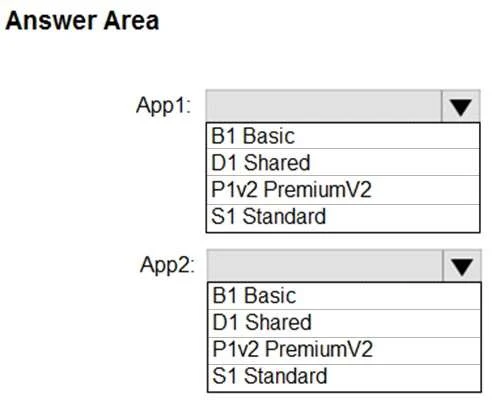 Answer Area
App1:
B1 Basic
D1 Shared
P1v2 PremiumV2
S1 Standard
App2:
B1 Basic
D1 Shared
P1v2 PremiumV2
S1 Standard